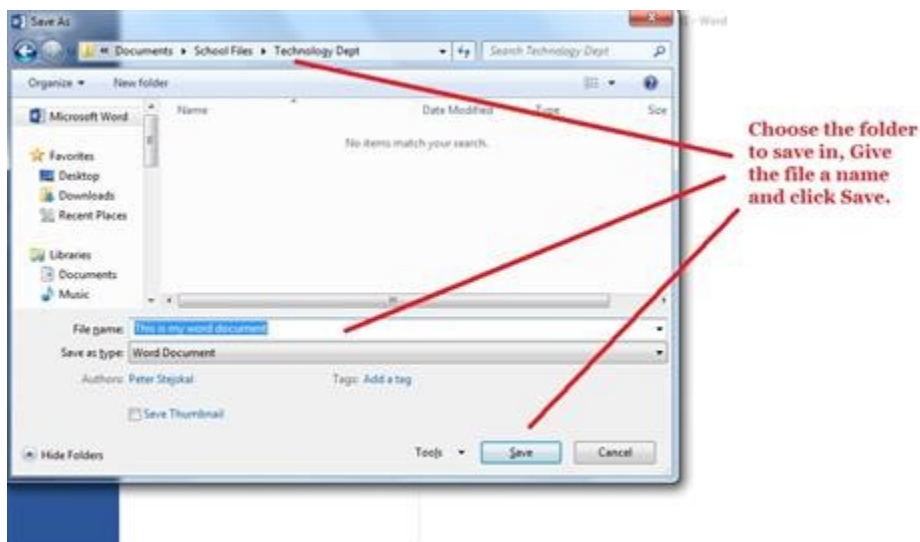 Save As
- Word
« Documents ▸ School Files ▸ Technology Dept
Search Technology Dept
Organize
New folder
Microsoft Word
Name
Date Modified
Type
Size
No items match your search.
Favorites
Desktop
Downloads
Recent Places
Libraries
Documents
Music
Choose the folder
to save in, Give
the file a name
and click Save.
File name: This is my word document
Save as type: Word Document
Authors: Peter Stejskal
Tags: Add a tag
Save Thumbnail
Hide Folders
Tools
Save
Cancel